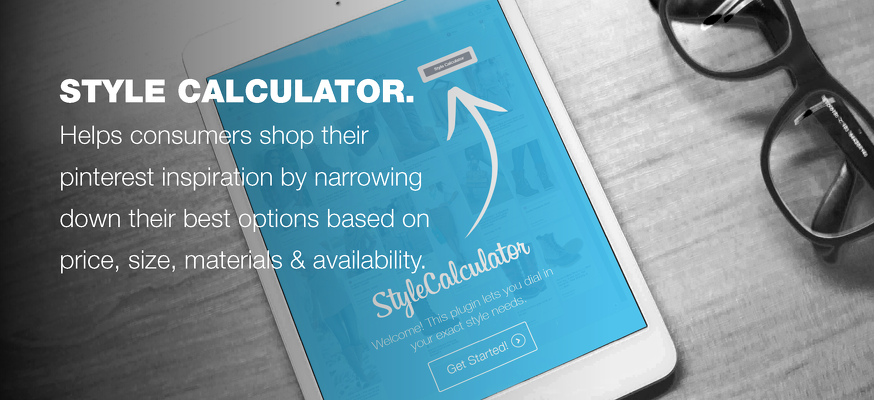 STYLE CALCULATOR.
Helps consumers shop their
pinterest inspiration by narrowing
down their best options based on
price, size, materials & availability.
Style Calculator
StyleCalculator
Welcome! This plugin lets you dial in
your exact style needs.
Get Started!